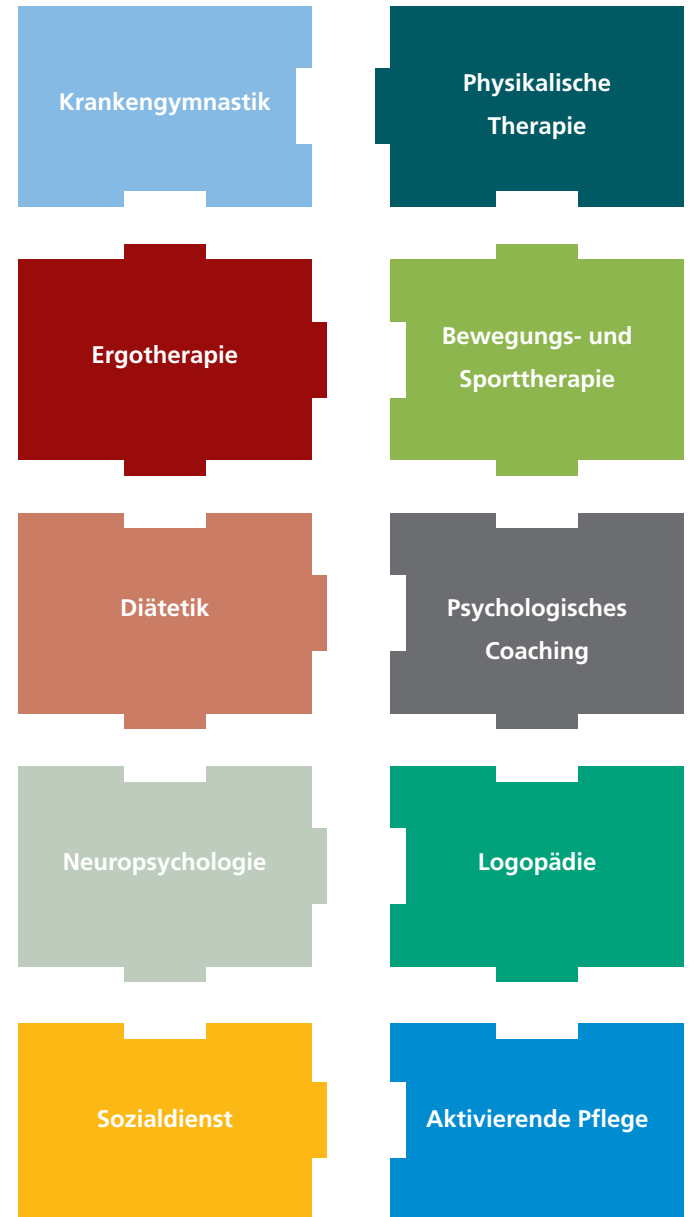 Krankengymnastik
Physikalische
Therapie
Ergotherapie
Bewegungs- und
Sporttherapie
Diätetik
Psychologisches
Coaching
Neuropsychologie
Logopädie
Sozialdienst
Aktivierende Pflege